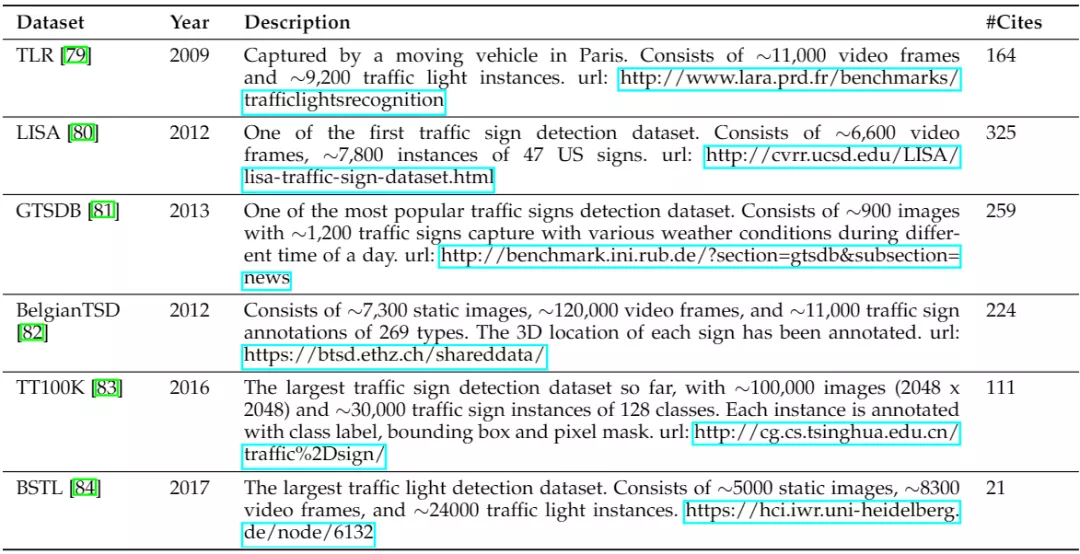 Dataset Year Description #Cites
TLR [79] 2009 Captured by a moving vehicle in Paris. Consists of ∼11,000 video frames 164
and ∼9,200 traffic light instances. url: http://www.lara.prd.fr/benchmarks/
trafficlightsrecognition
LISA [80] 2012 One of the first traffic sign detection dataset. Consists of ∼6,600 video 325
frames, ∼7,800 instances of 47 US signs. url: http://cvrr.ucsd.edu/LISA/
lisa-traffic-sign-dataset.html
GTSDB [81] 2013 One of the most popular traffic signs detection dataset. Consists of ∼900 images 259
with ∼1,200 traffic signs capture with various weather conditions during differ-
ent time of a day. url: http://benchmark.ini.rub.de/?section=gtsdb&subsection=
news
BelgianTSD 2012 Consists of ∼7,300 static images, ∼120,000 video frames, and ∼11,000 traffic sign 224
[82] annotations of 269 types. The 3D location of each sign has been annotated. url:
https://btsd.ethz.ch/shareddata/
TT100K [83] 2016 The largest traffic sign detection dataset so far, with ∼100,000 images (2048 x 111
2048) and ∼30,000 traffic sign instances of 128 classes. Each instance is annotated
with class label, bounding box and pixel mask. url: http://cg.cs.tsinghua.edu.cn/
traffic%2Dsign/
BSTL [84] 2017 The largest traffic light detection dataset. Consists of ∼5000 static images, ∼8300 21
video frames, and ∼24000 traffic light instances. https://hci.iwr.uni-heidelberg.
de/node/6132